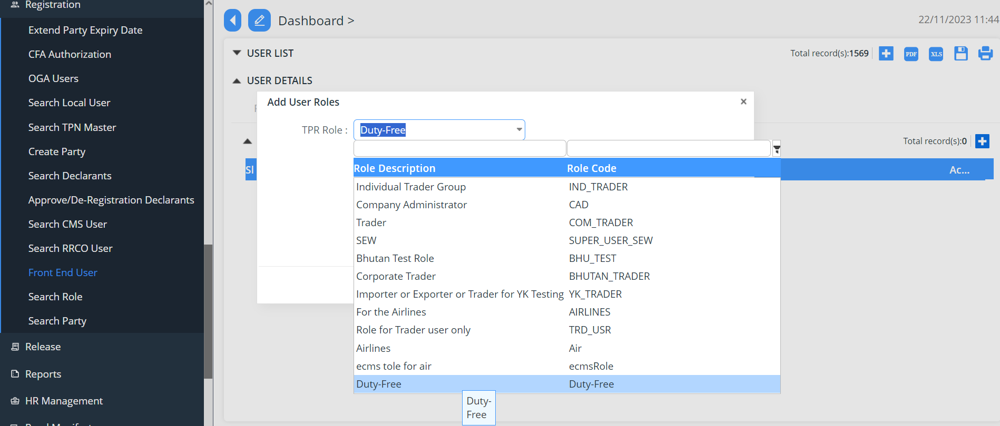 Registration
Extend Party Expiry Date
CFA Authorization
OGA Users
Search Local User
Search TPN Master
Create Party
Search Declarants
Approve/De-Registration Declarants
Search CMS User
Search RRCO User
Front End User
Search Role
Search Party
Release
Reports
HR Management
Dashboard >
22/11/2023 11:44
USER LIST
Total record(s):1569
PDF
XLS
USER DETAILS
Add User Roles
×
TPR Role :
Duty-Free
Total record(s):0
Sl
Ac...
Role Description Role Code
Individual Trader Group IND_TRADER
Company Administrator CAD
Trader COM_TRADER
SEW SUPER_USER_SEW
Bhutan Test Role BHU_TEST
Corporate Trader BHUTAN_TRADER
Importer or Exporter or Trader for YK Testing YK_TRADER
For the Airlines AIRLINES
Role for Trader user only TRD_USR
Airlines Air
ecms tole for air ecmsRole
Duty-Free Duty-Free
Duty-
Free